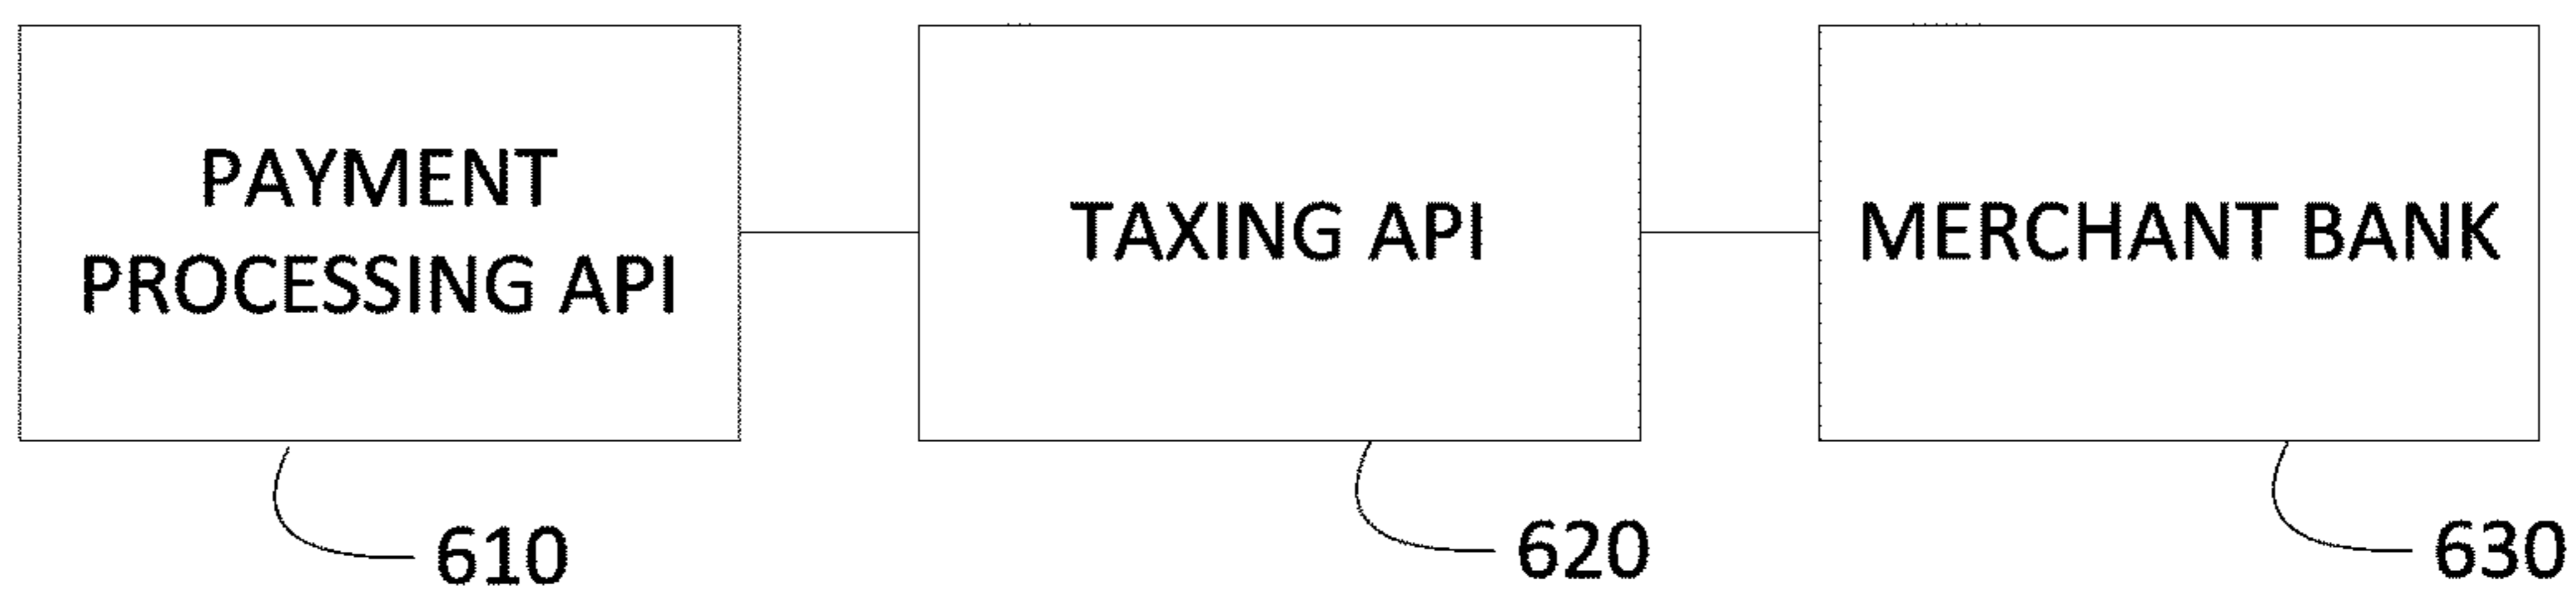 PAYMENT
PROCESSING API
TAXING API
MERCHANT BANK
610
620
630